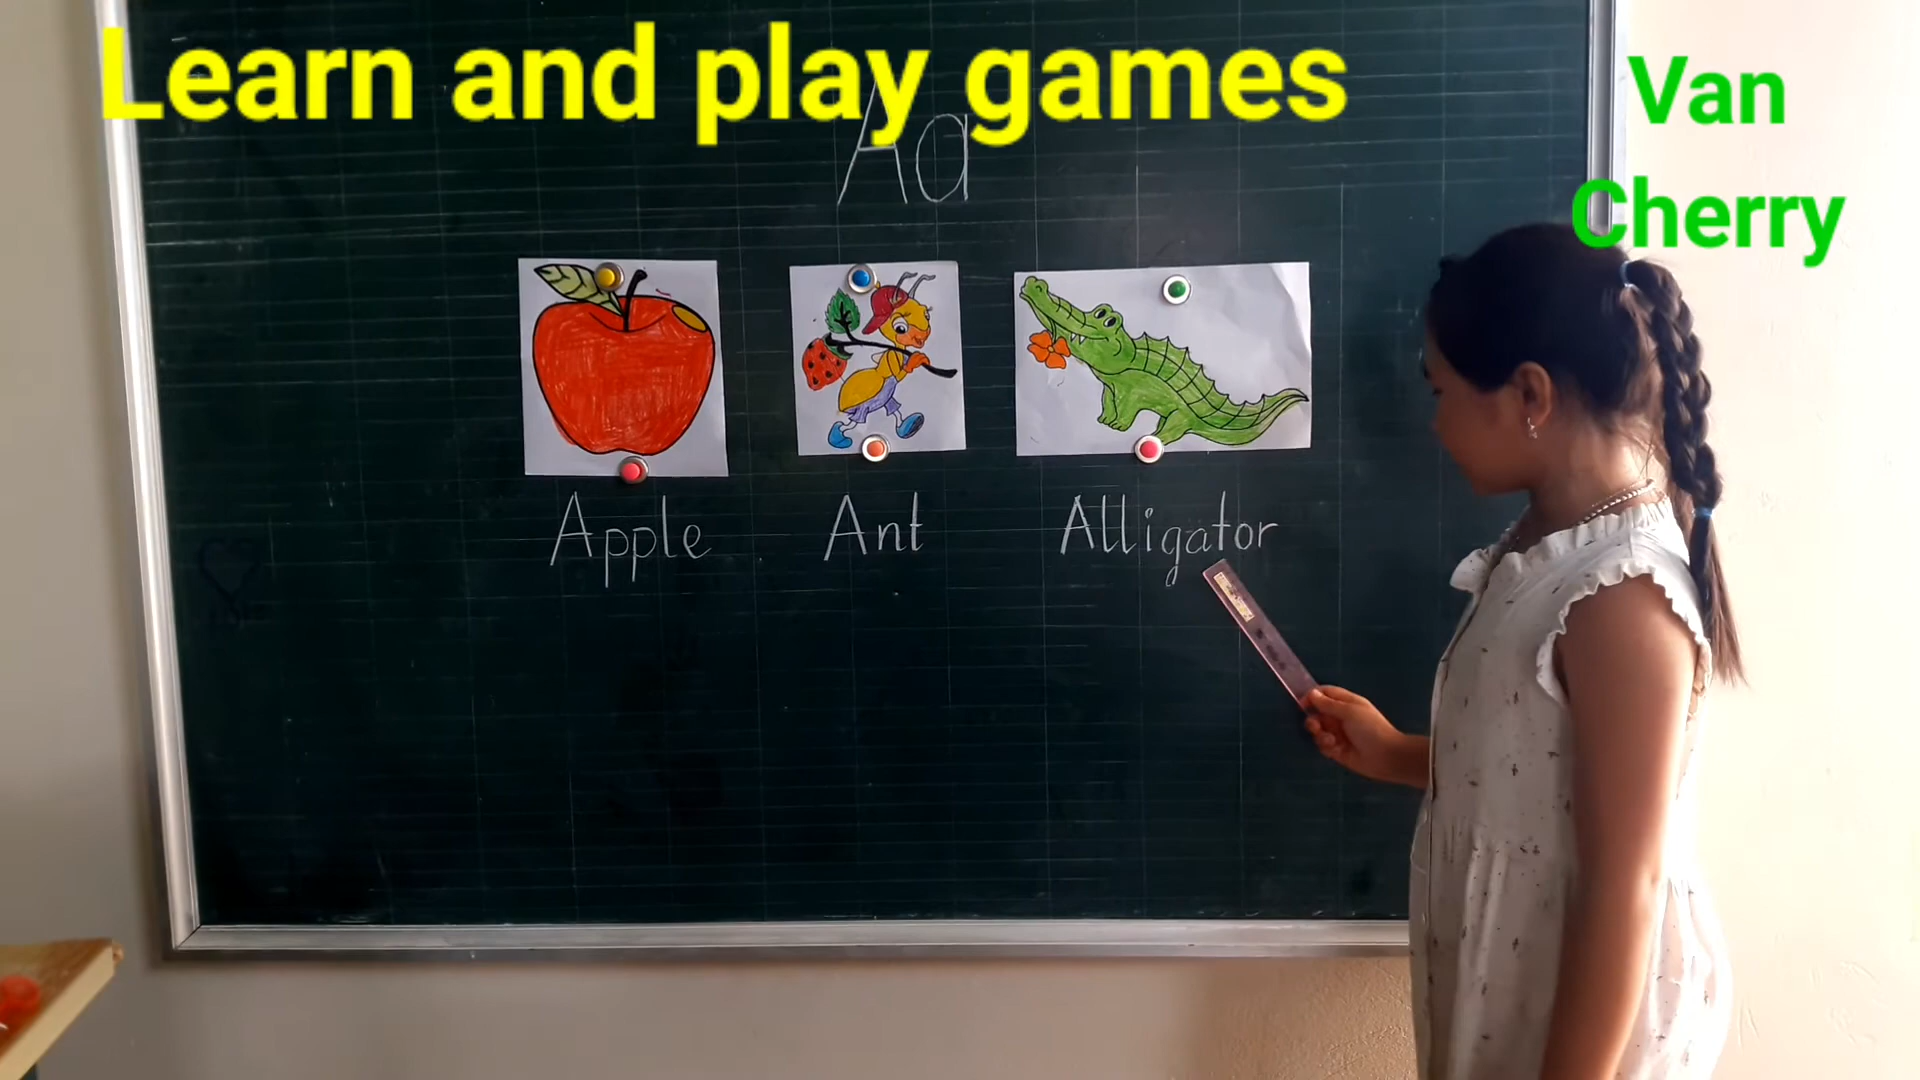 Learn and play games
Van
Cherry
Aa
Apple Ant Alligator